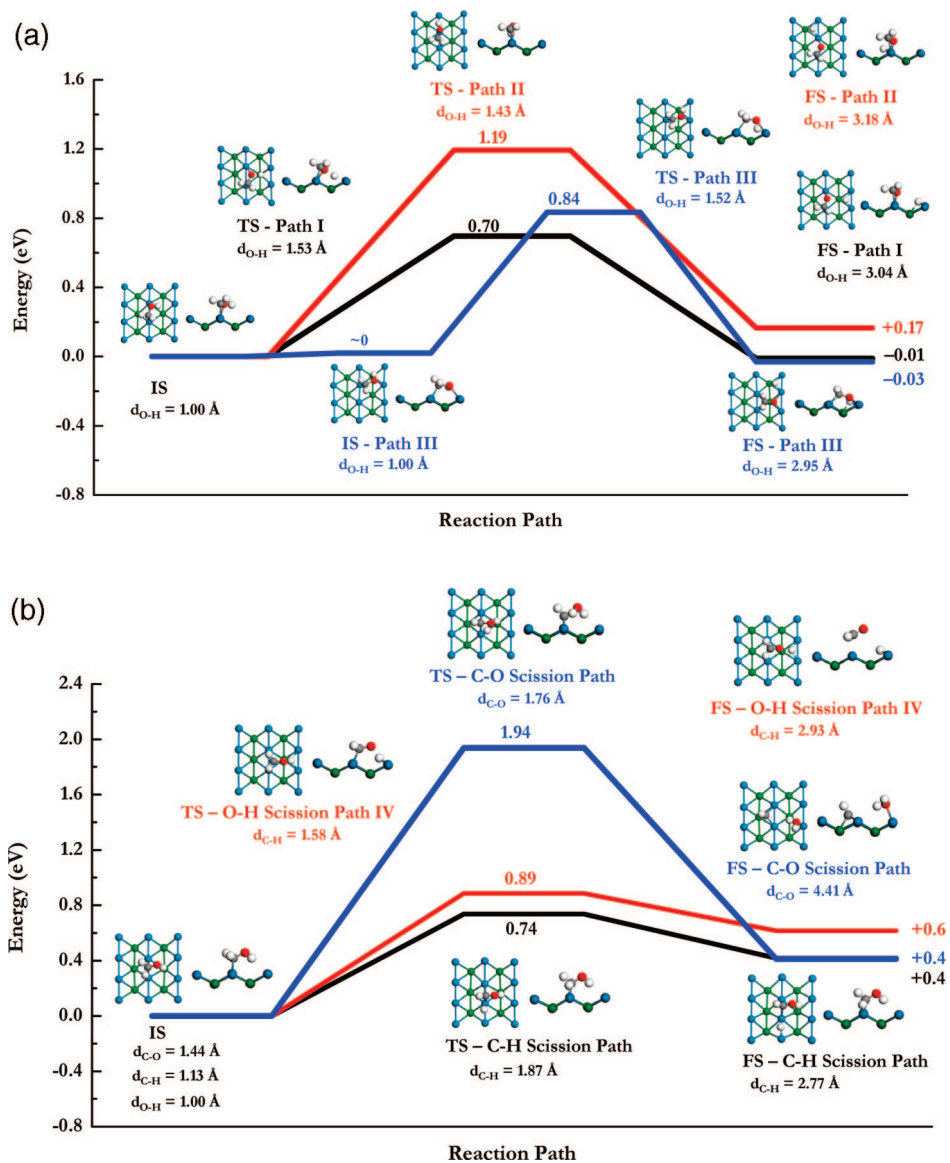 (a)
TS - Path II
dO-H = 1.43 Å
1.19
FS - Path II
dO-H = 3.18 Å
TS - Path I
dO-H = 1.53 Å
TS - Path III
dO-H = 1.52 Å
0.84
0.70
FS - Path I
dO-H = 3.04 Å
1.6
1.2
0.8
0.4
0.0
-0.4
-0.8
Energy (eV)
IS
dO-H = 1.00 Å
~0
IS - Path III
dO-H = 1.00 Å
+0.17
−0.01
−0.03
FS - Path III
dO-H = 2.95 Å
Reaction Path
(b)
TS – C-O Scission Path
dC-O = 1.76 Å
1.94
FS – O-H Scission Path IV
dC-H = 2.93 Å
TS – O-H Scission Path IV
dC-H = 1.58 Å
FS – C-O Scission Path
dC-O = 4.41 Å
0.89
0.74
2.4
2.0
1.6
1.2
0.8
0.4
0.0
-0.4
-0.8
Energy (eV)
+0.6
+0.4
+0.4
IS
dC-O = 1.44 Å
dC-H = 1.13 Å
dO-H = 1.00 Å
TS – C-H Scission Path
dC-H = 1.87 Å
FS – C-H Scission Path
dC-H = 2.77 Å
Reaction Path